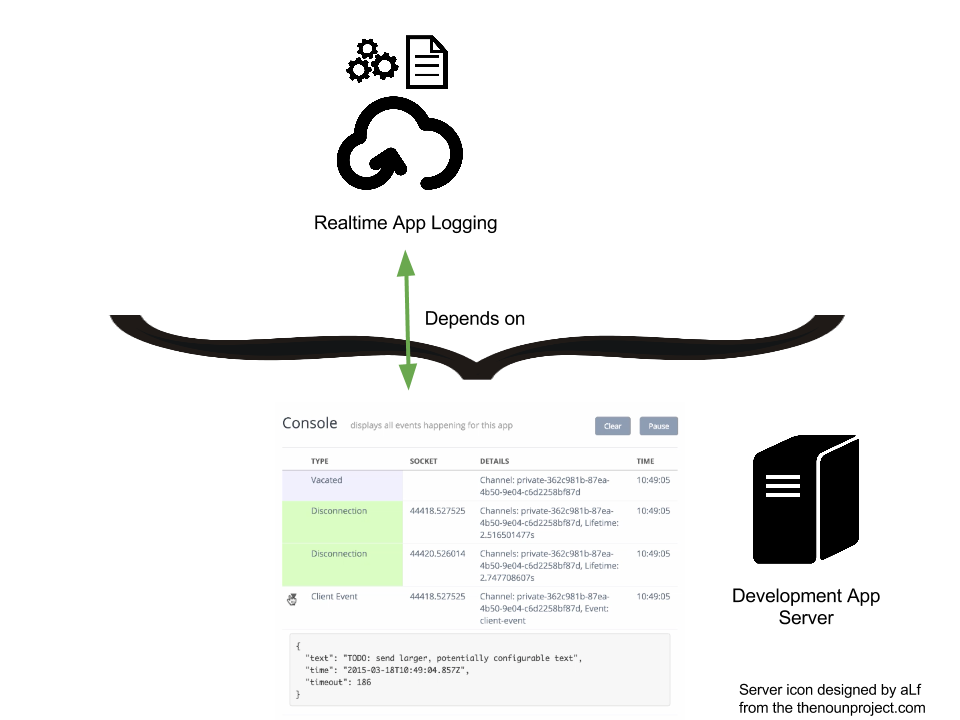 Realtime App Logging
Depends on
Console displays all events happening for this app Clear Pause
TYPE SOCKET DETAILS TIME
Vacated Channel: private-362c981b-87ea- 10:49:05
4b50-9e04-c6d2258bf87d
Disconnection 44418.527525 Channels: private-362c981b-87ea- 10:49:05
4b50-9e04-c6d2258bf87d, Lifetime:
2.516501477s
Disconnection 44420.526014 Channels: private-362c981b-87ea- 10:49:05
4b50-9e04-c6d2258bf87d, Lifetime:
2.747708607s
Client Event 44418.527525 Channel: private-362c981b-87ea- 10:49:05
4b50-9e04-c6d2258bf87d, Event:
client-event
{
"text": "TODO: send larger, potentially configurable text",
"time": "2015-03-18T10:49:04.857Z",
"timeout": 186
}
Development App
Server
Server icon designed by aLf
from the thenounproject.com